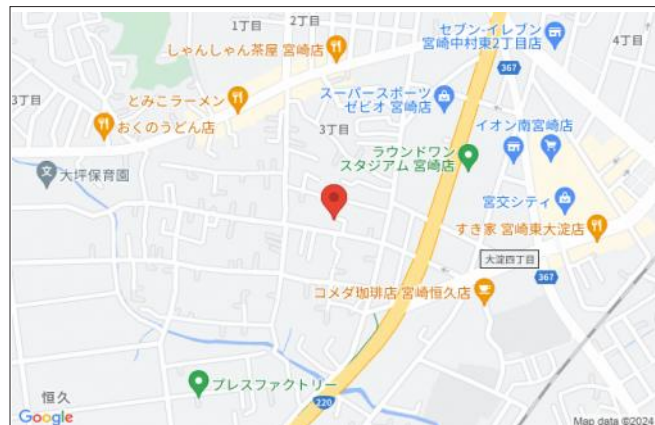 1丁目
2丁目
セブン-イレブン
宮崎中村東2丁目店
4丁目
しゃんしゃん茶屋 宮崎店
367
3丁目
とみこラーメン
スーパースポーツ
ゼビオ 宮崎店
おくのうどん店
3丁目
イオン南宮崎店
大坪保育園
ラウンドワン
スタジアム 宮崎店
宮交シティ
すき家 宮崎東大淀店
大淀四丁目
367
コメダ珈琲店 宮崎恒久店
プレスファクトリー
恒久
220
Google
Map data ©2024